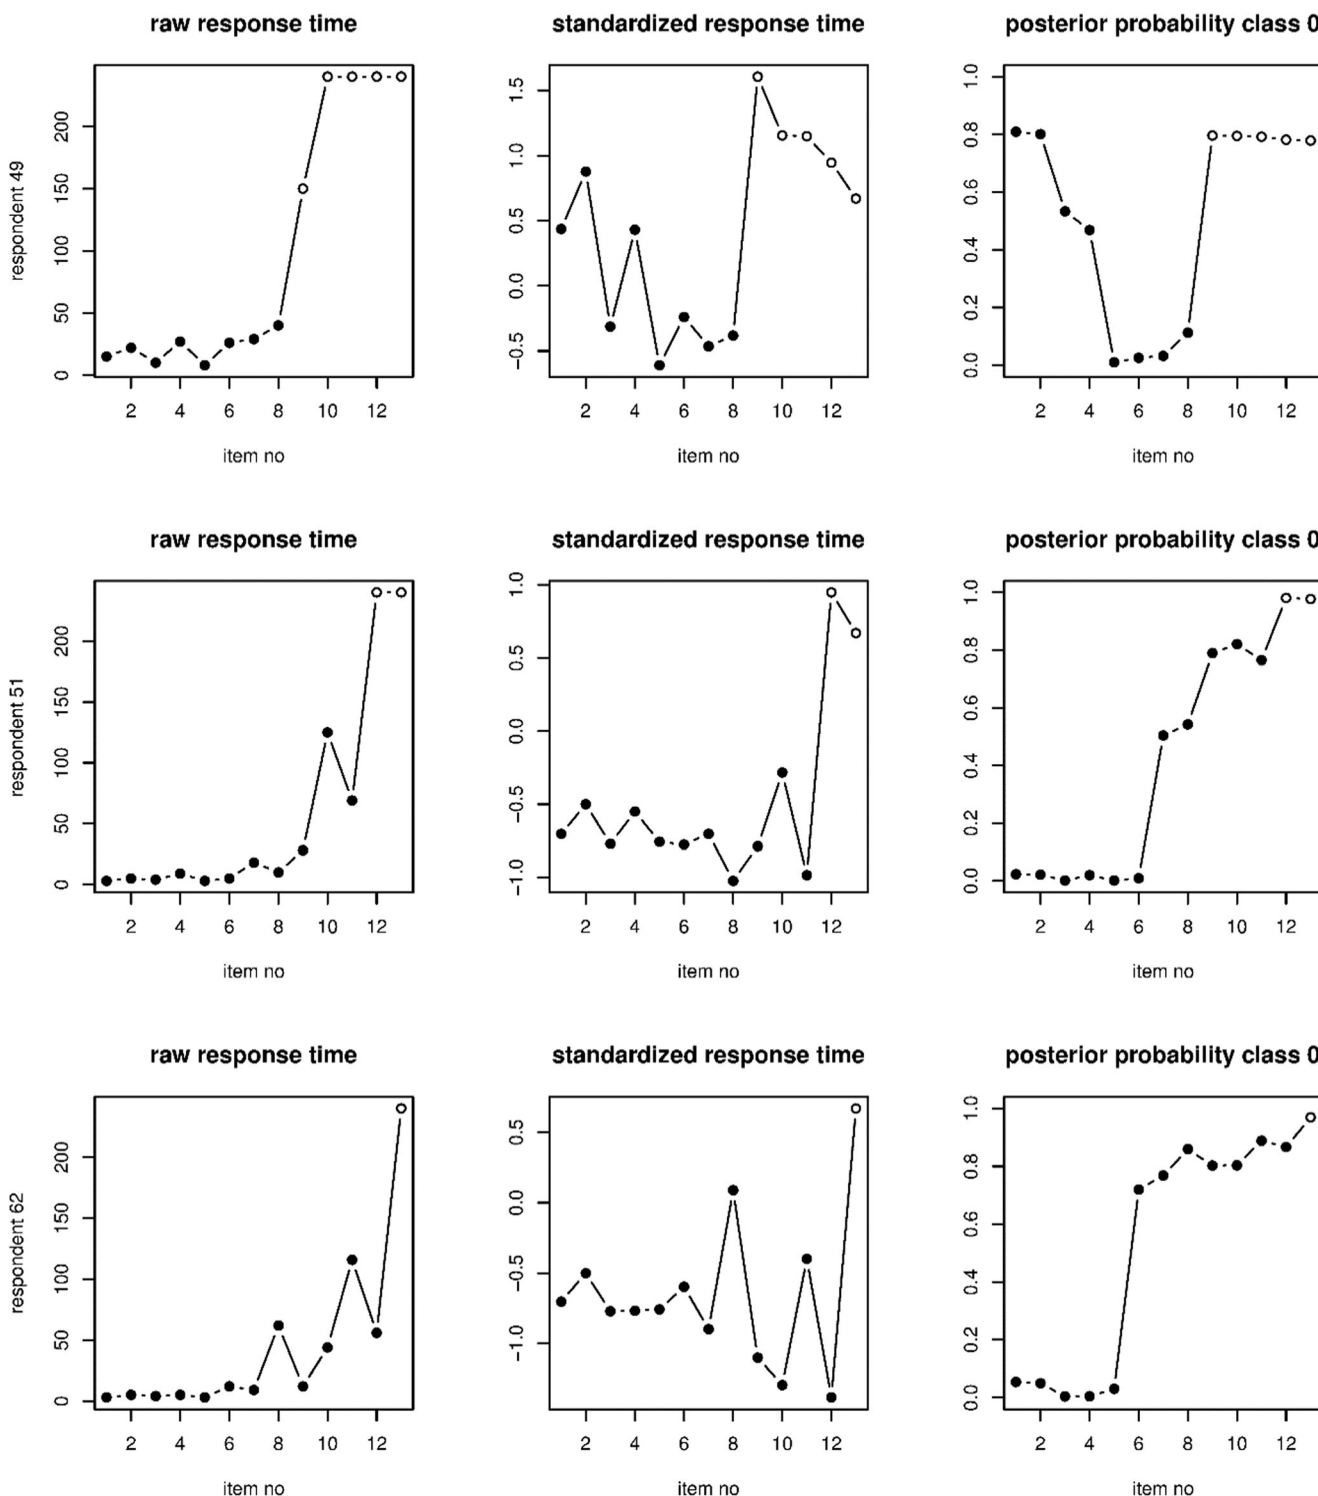 raw response time
standardized response time
posterior probability class 0
respondent 49
0 50 100 150 200
2 4 6 8 10 12
item no
−0.5 0.0 0.5 1.0 1.5
2 4 6 8 10 12
item no
0.0 0.2 0.4 0.6 0.8 1.0
2 4 6 8 10 12
item no
raw response time
standardized response time
posterior probability class 0
respondent 51
0 50 100 150 200
2 4 6 8 10 12
item no
−1.0 −0.5 0.0 0.5 1.0
2 4 6 8 10 12
item no
0.0 0.2 0.4 0.6 0.8 1.0
2 4 6 8 10 12
item no
raw response time
standardized response time
posterior probability class 0
respondent 62
0 50 100 150 200
2 4 6 8 10 12
item no
−1.0 −0.5 0.0 0.5
2 4 6 8 10 12
item no
0.0 0.2 0.4 0.6 0.8 1.0
2 4 6 8 10 12
item no